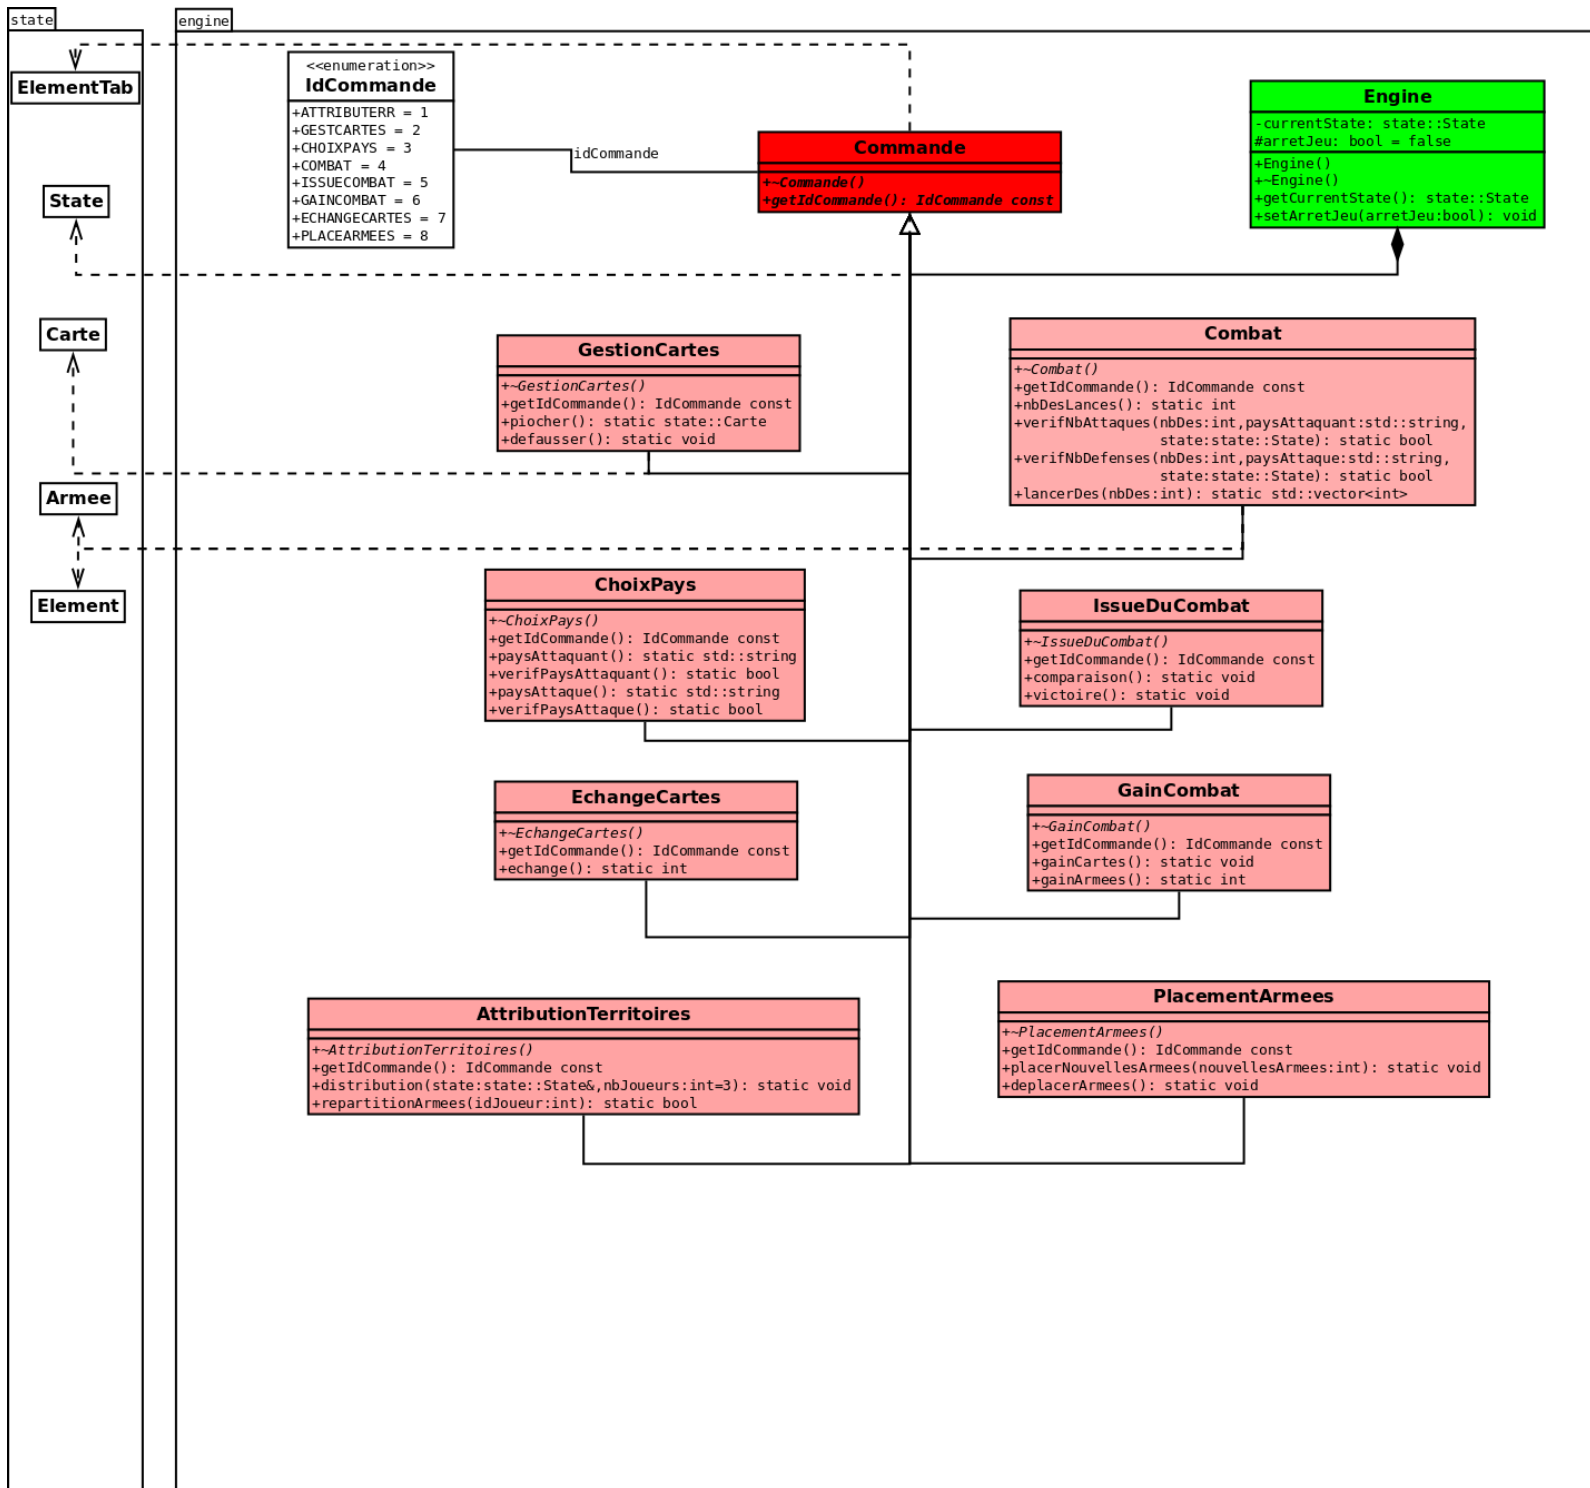 state
engine
ElementTab
State
Carte
Armee
Element
<<enumeration>>
IdCommande
+ATTRIBUTERR = 1
+GESTCARTES = 2
+CHOIXPAYS = 3
+COMBAT = 4
+ISSUECOMBAT = 5
+GAINCOMBAT = 6
+ECHANGECARTES = 7
+PLACEARMEES = 8
idCommande
Commande
+~Commande()
+getIdCommande(): IdCommande const
Engine
-currentState: state::State
#arretJeu: bool = false
+Engine()
+~Engine()
+getCurrentState(): state::State
+setArretJeu(arretJeu:bool): void
GestionCartes
+~GestionCartes()
+getIdCommande(): IdCommande const
+piocher(): static state::Carte
+defausser(): static void
Combat
+~Combat()
+getIdCommande(): IdCommande const
+nbDesLances(): static int
+verifNbAttaques(nbDes:int,paysAttaquant:std::string,
state:state::State): static bool
+verifNbDefenses(nbDes:int,paysAttaque:std::string,
state:state::State): static bool
+lancerDes(nbDes:int): static std::vector<int>
ChoixPays
+~ChoixPays()
+getIdCommande(): IdCommande const
+paysAttaquant(): static std::string
+verifPaysAttaquant(): static bool
+paysAttaque(): static std::string
+verifPaysAttaque(): static bool
IssueDuCombat
+~IssueDuCombat()
+getIdCommande(): IdCommande const
+comparaison(): static void
+victoire(): static void
EchangeCartes
+~EchangeCartes()
+getIdCommande(): IdCommande const
+echange(): static int
GainCombat
+~GainCombat()
+getIdCommande(): IdCommande const
+gainCartes(): static void
+gainArmees(): static int
AttributionTerritoires
+~AttributionTerritoires()
+getIdCommande(): IdCommande const
+distribution(state:state::State&,nbJoueurs:int=3): static void
+repartitionArmees(idJoueur:int): static bool
PlacementArmees
+~PlacementArmees()
+getIdCommande(): IdCommande const
+placerNouvellesArmees(nouvellesArmees:int): static void
+deplacerArmees(): static void